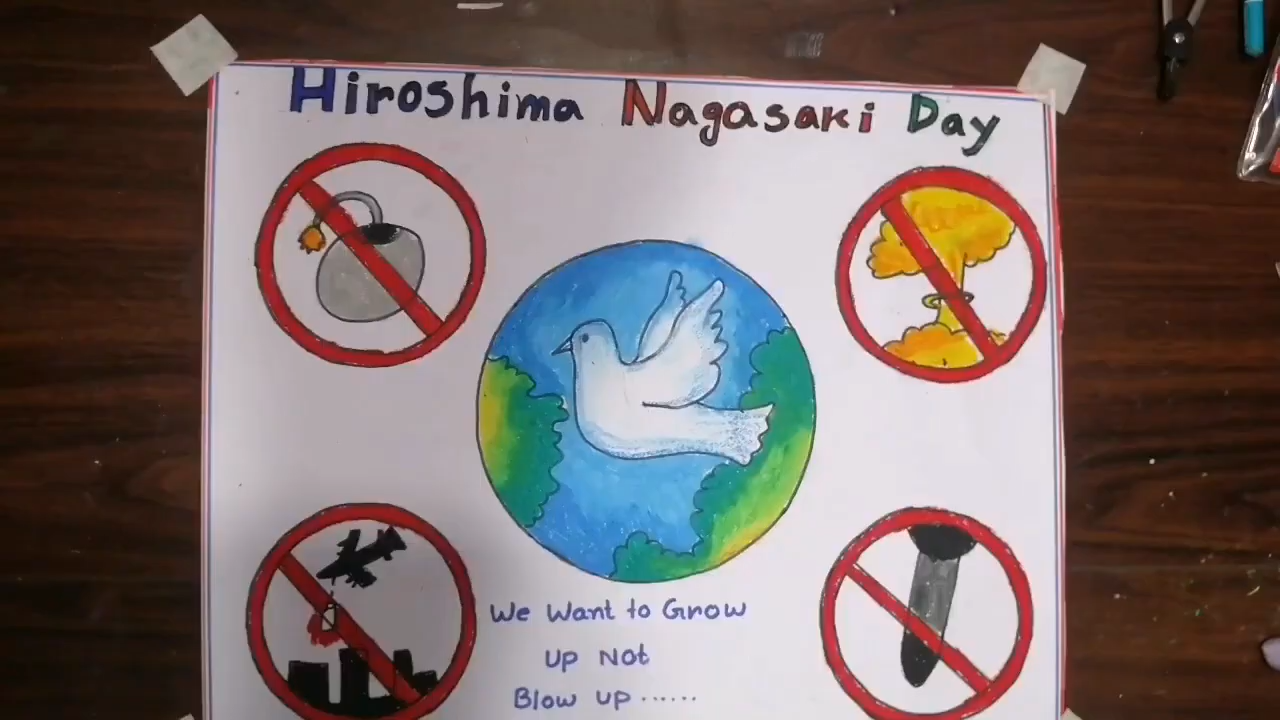 Hiroshima Nagasaki Day
We Want to Grow
Up Not
Blow up ......